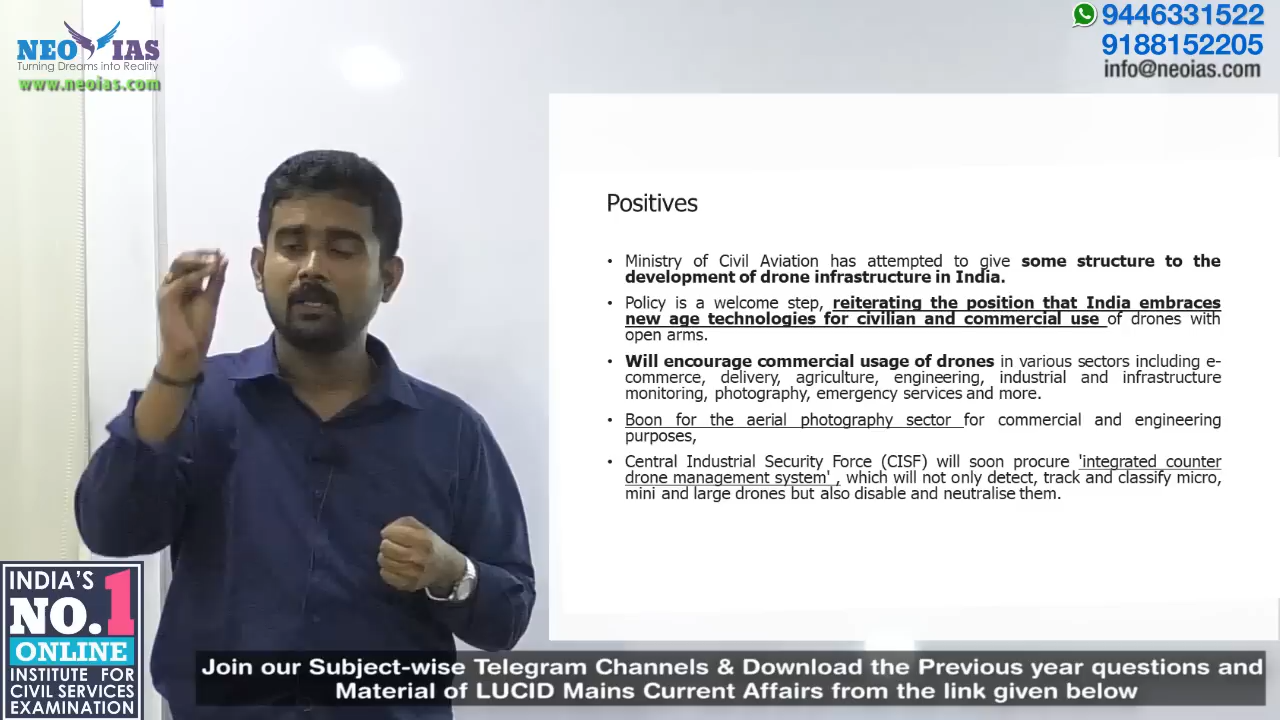 NEO IAS
Turning Dreams into Reality
www.neoias.com
9446331522
9188152205
info@neoias.com
Positives
• Ministry of Civil Aviation has attempted to give some structure to the
development of drone infrastructure in India.
• Policy is a welcome step, reiterating the position that India embraces
new age technologies for civilian and commercial use of drones with
open arms.
• Will encourage commercial usage of drones in various sectors including e-
commerce, delivery, agriculture, engineering, industrial and infrastructure
monitoring, photography, emergency services and more.
• Boon for the aerial photography sector for commercial and engineering
purposes,
• Central Industrial Security Force (CISF) will soon procure 'integrated counter
drone management system' , which will not only detect, track and classify micro,
mini and large drones but also disable and neutralise them.
INDIA'S
NO.1
ONLINE
INSTITUTE FOR
CIVIL SERVICES
EXAMINATION
Join our Subject-wise Telegram Channels & Download the Previous year questions and
Material of LUCID Mains Current Affairs from the link given below